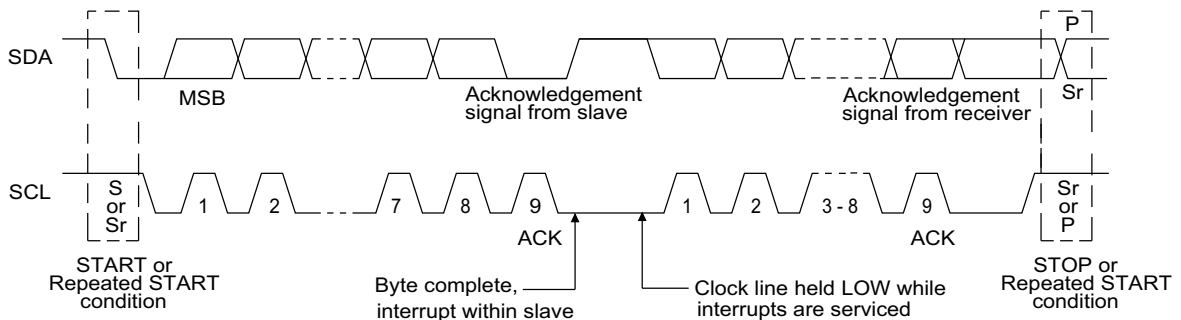 P
SDA
MSB
Acknowledgement
signal from slave
Acknowledgement
signal from receiver
Sr
SCL
S
or
Sr
1
2
7
8
9
ACK
1
2
3 - 8
9
ACK
Sr
or
P
START or
Repeated START
condition
Byte complete,
interrupt within slave
Clock line held LOW while
interrupts are serviced
STOP or
Repeated START
condition